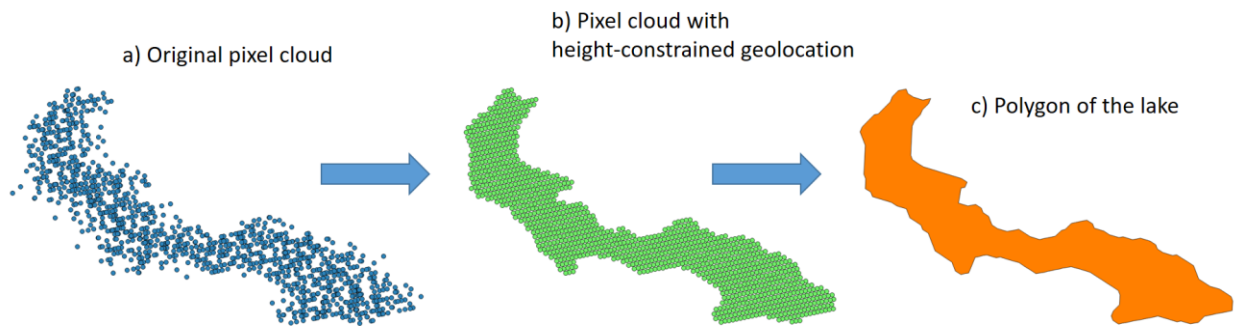 a) Original pixel cloud
b) Pixel cloud with
height-constrained geolocation
c) Polygon of the lake